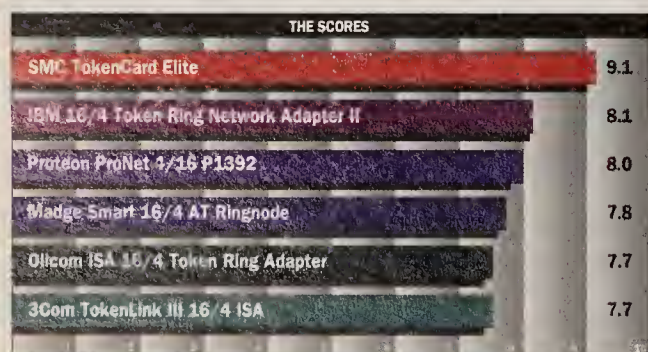 THE SCORES
SMC TokenCard Elite 9.1
IBM 16/4 Token Ring Network Adapter II 8.1
Proteon ProNet 4/16 P1392 8.0
Madge Smart 16/4 AT Ringnode 7.8
Olicom ISA 16/4 Token Ring Adapter 7.7
3Com TokenLink III 16/4 ISA 7.7
10